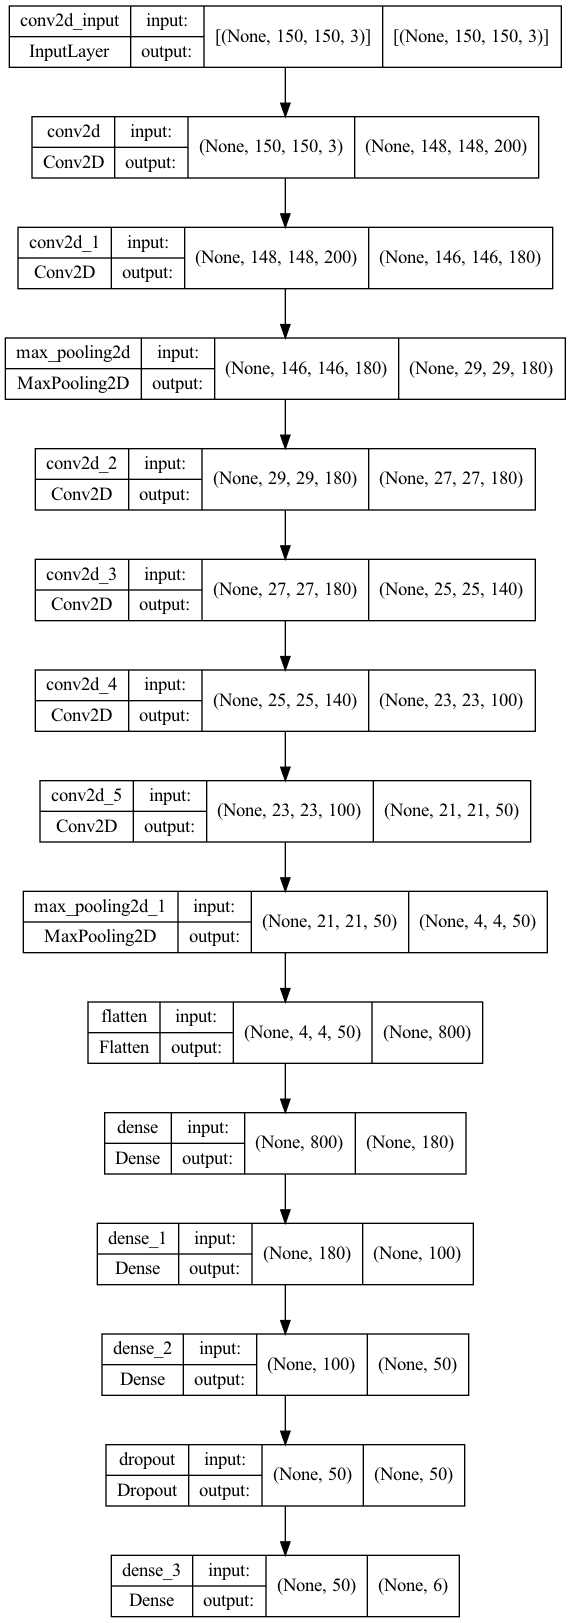 conv2d_input input: [(None, 150, 150, 3)] [(None, 150, 150, 3)]
InputLayer output:
conv2d input: (None, 150, 150, 3) (None, 148, 148, 200)
Conv2D output:
conv2d_1 input: (None, 148, 148, 200) (None, 146, 146, 180)
Conv2D output:
max_pooling2d input: (None, 146, 146, 180) (None, 29, 29, 180)
MaxPooling2D output:
conv2d_2 input: (None, 29, 29, 180) (None, 27, 27, 180)
Conv2D output:
conv2d_3 input: (None, 27, 27, 180) (None, 25, 25, 140)
Conv2D output:
conv2d_4 input: (None, 25, 25, 140) (None, 23, 23, 100)
Conv2D output:
conv2d_5 input: (None, 23, 23, 100) (None, 21, 21, 50)
Conv2D output:
max_pooling2d_1 input: (None, 21, 21, 50) (None, 4, 4, 50)
MaxPooling2D output:
flatten input: (None, 4, 4, 50) (None, 800)
Flatten output:
dense input: (None, 800) (None, 180)
Dense output:
dense_1 input: (None, 180) (None, 100)
Dense output:
dense_2 input: (None, 100) (None, 50)
Dense output:
dropout input: (None, 50) (None, 50)
Dropout output:
dense_3 input: (None, 50) (None, 6)
Dense output: